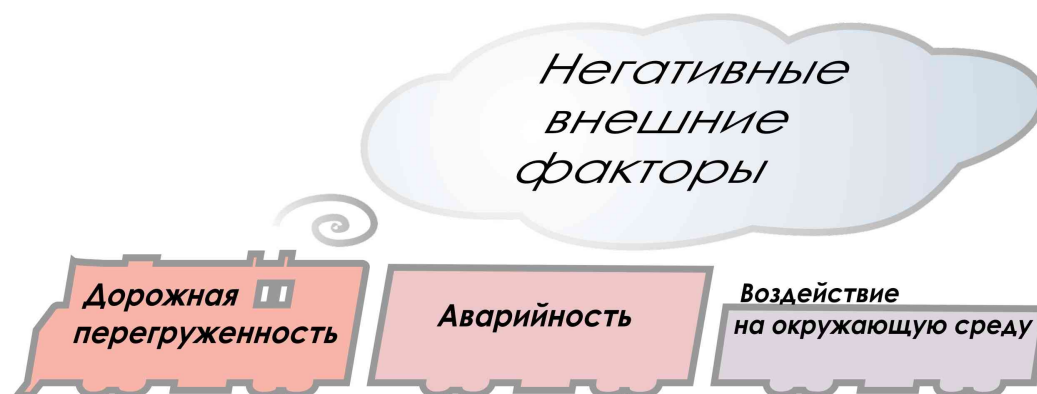 Негативные
внешние
факторы
Дорожная
перегруженность
Аварийность
Воздействие
на окружающую среду